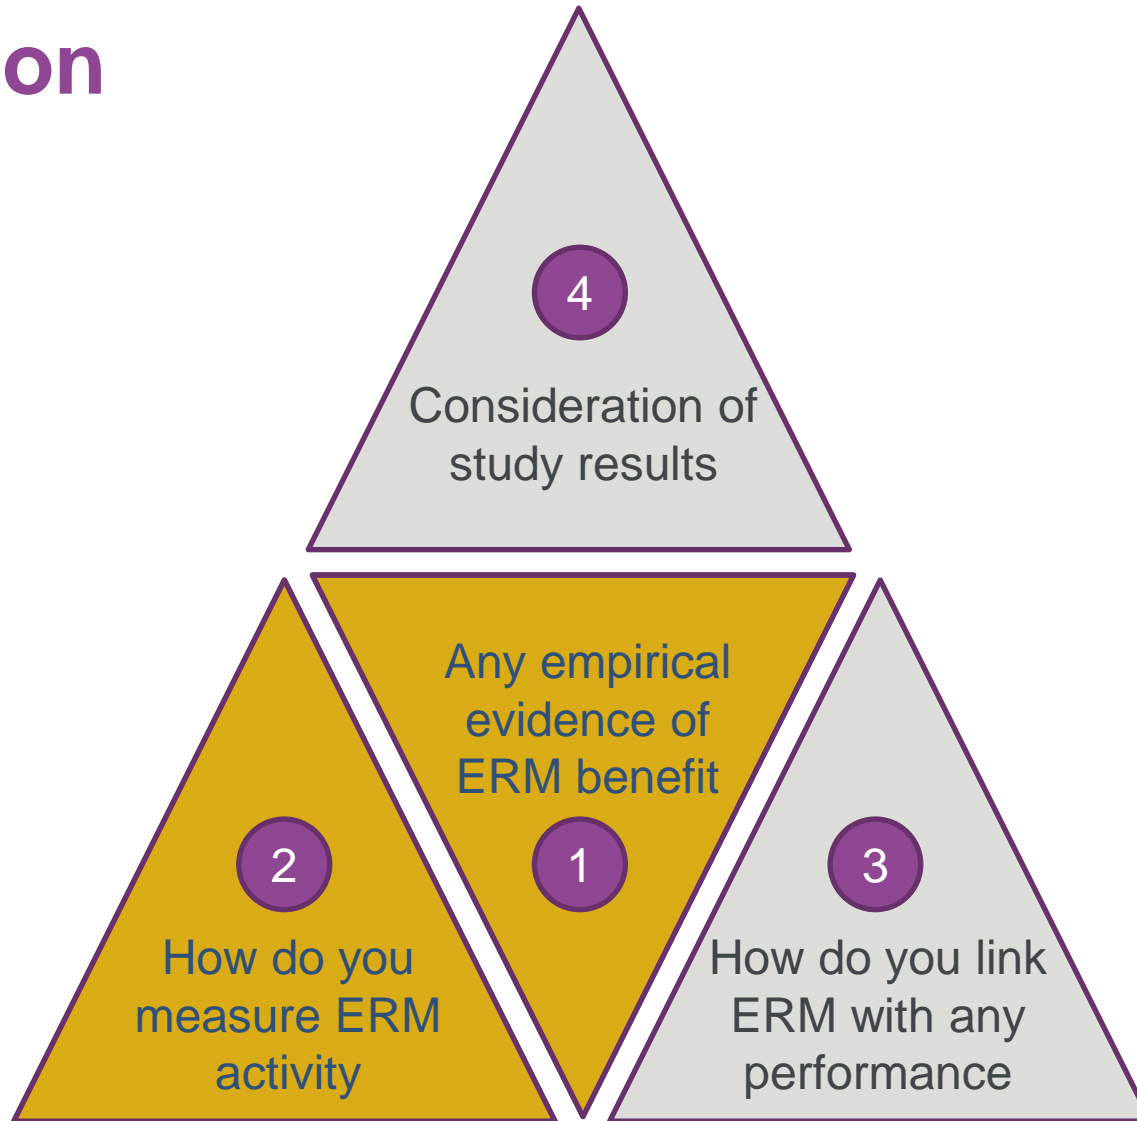 on
4
Consideration of
study results
Any empirical
evidence of
ERM benefit
1
2
How do you
measure ERM
activity
3
How do you link
ERM with any
performance